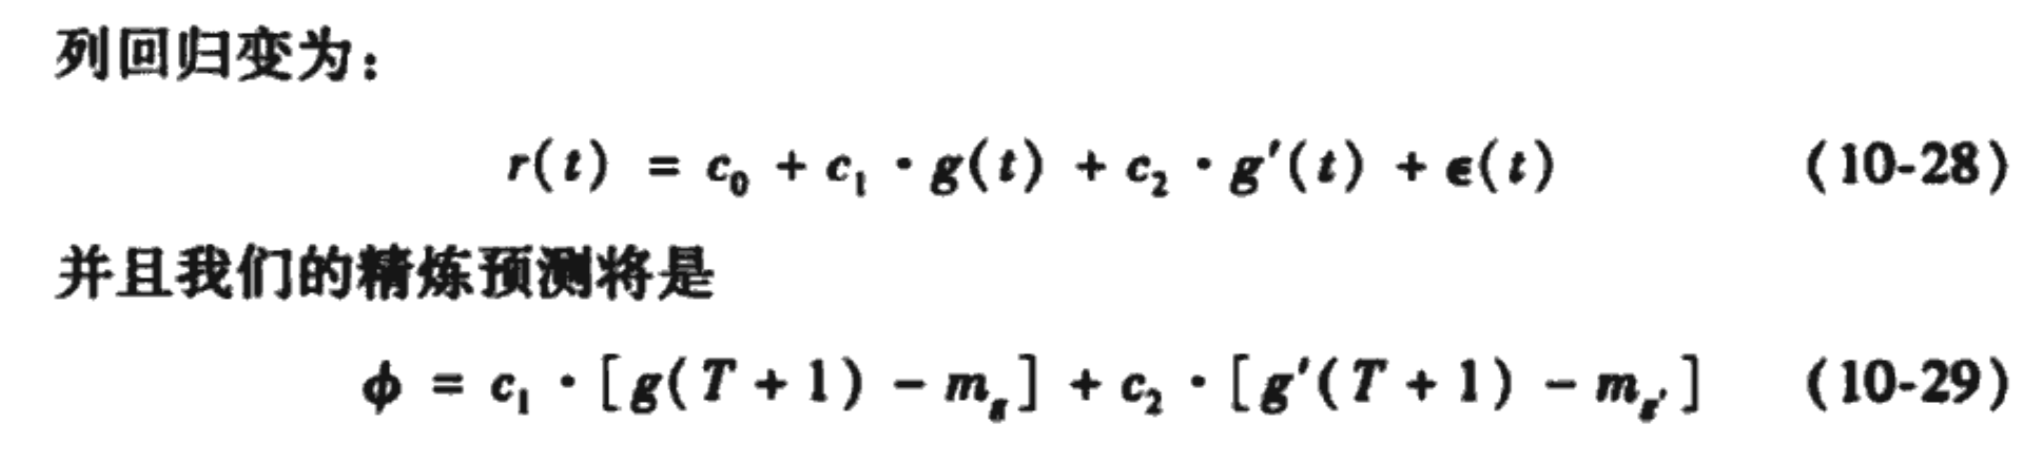 列回归变为：
r(t) = c₀ + c₁ · g(t) + c₂ · g′(t) + ϵ(t) (10-28)
并且我们的精炼预测将是
ϕ = c₁ · [g(T + 1) − m_g] + c₂ · [g′(T + 1) − m_g′] (10-29)